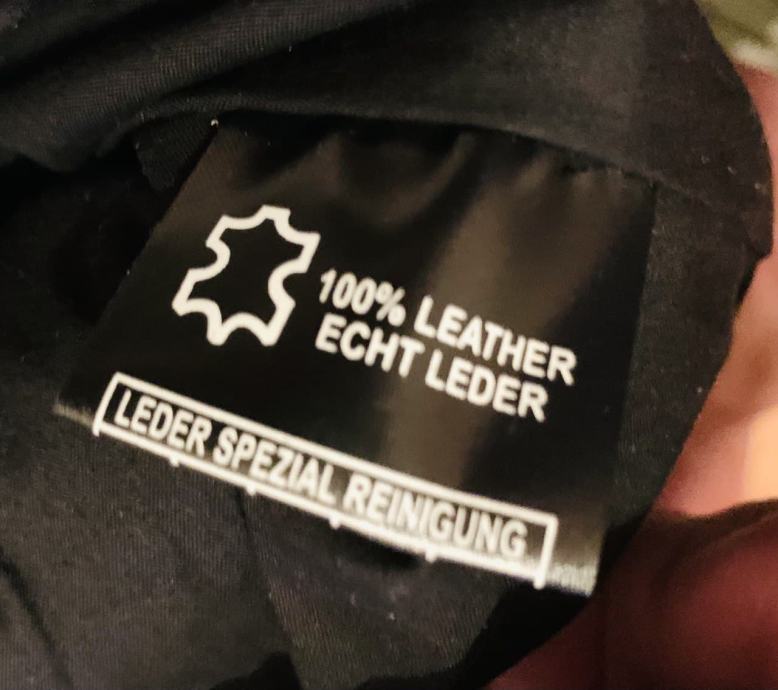 100% LEATHER
ECHT LEDER
LEDER SPEZIAL REINIGUNG